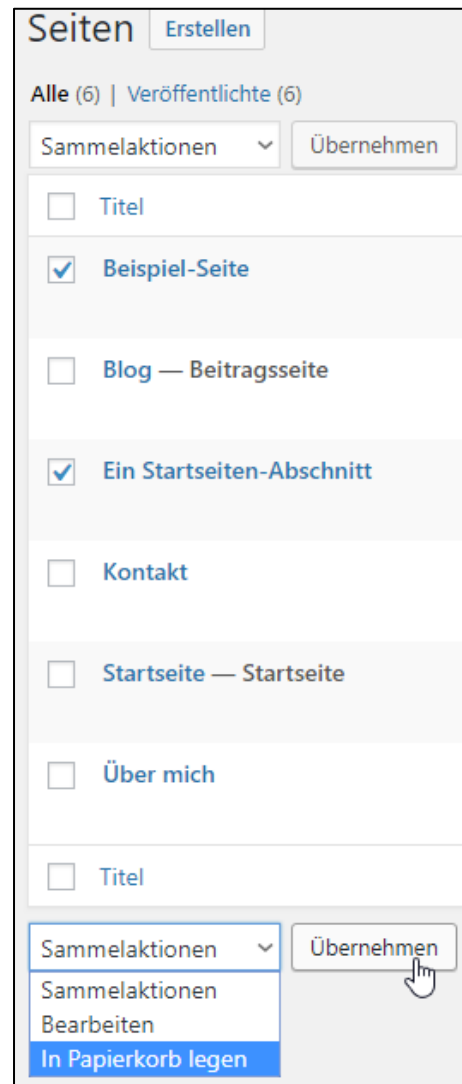 Seiten Erstellen
Alle (6) | Veröffentlichte (6)
Sammelaktionen Übernehmen
Titel
Beispiel-Seite
Blog — Beitragsseite
Ein Startseiten-Abschnitt
Kontakt
Startseite — Startseite
Über mich
Titel
Sammelaktionen Übernehmen
Sammelaktionen
Bearbeiten
In Papierkorb legen